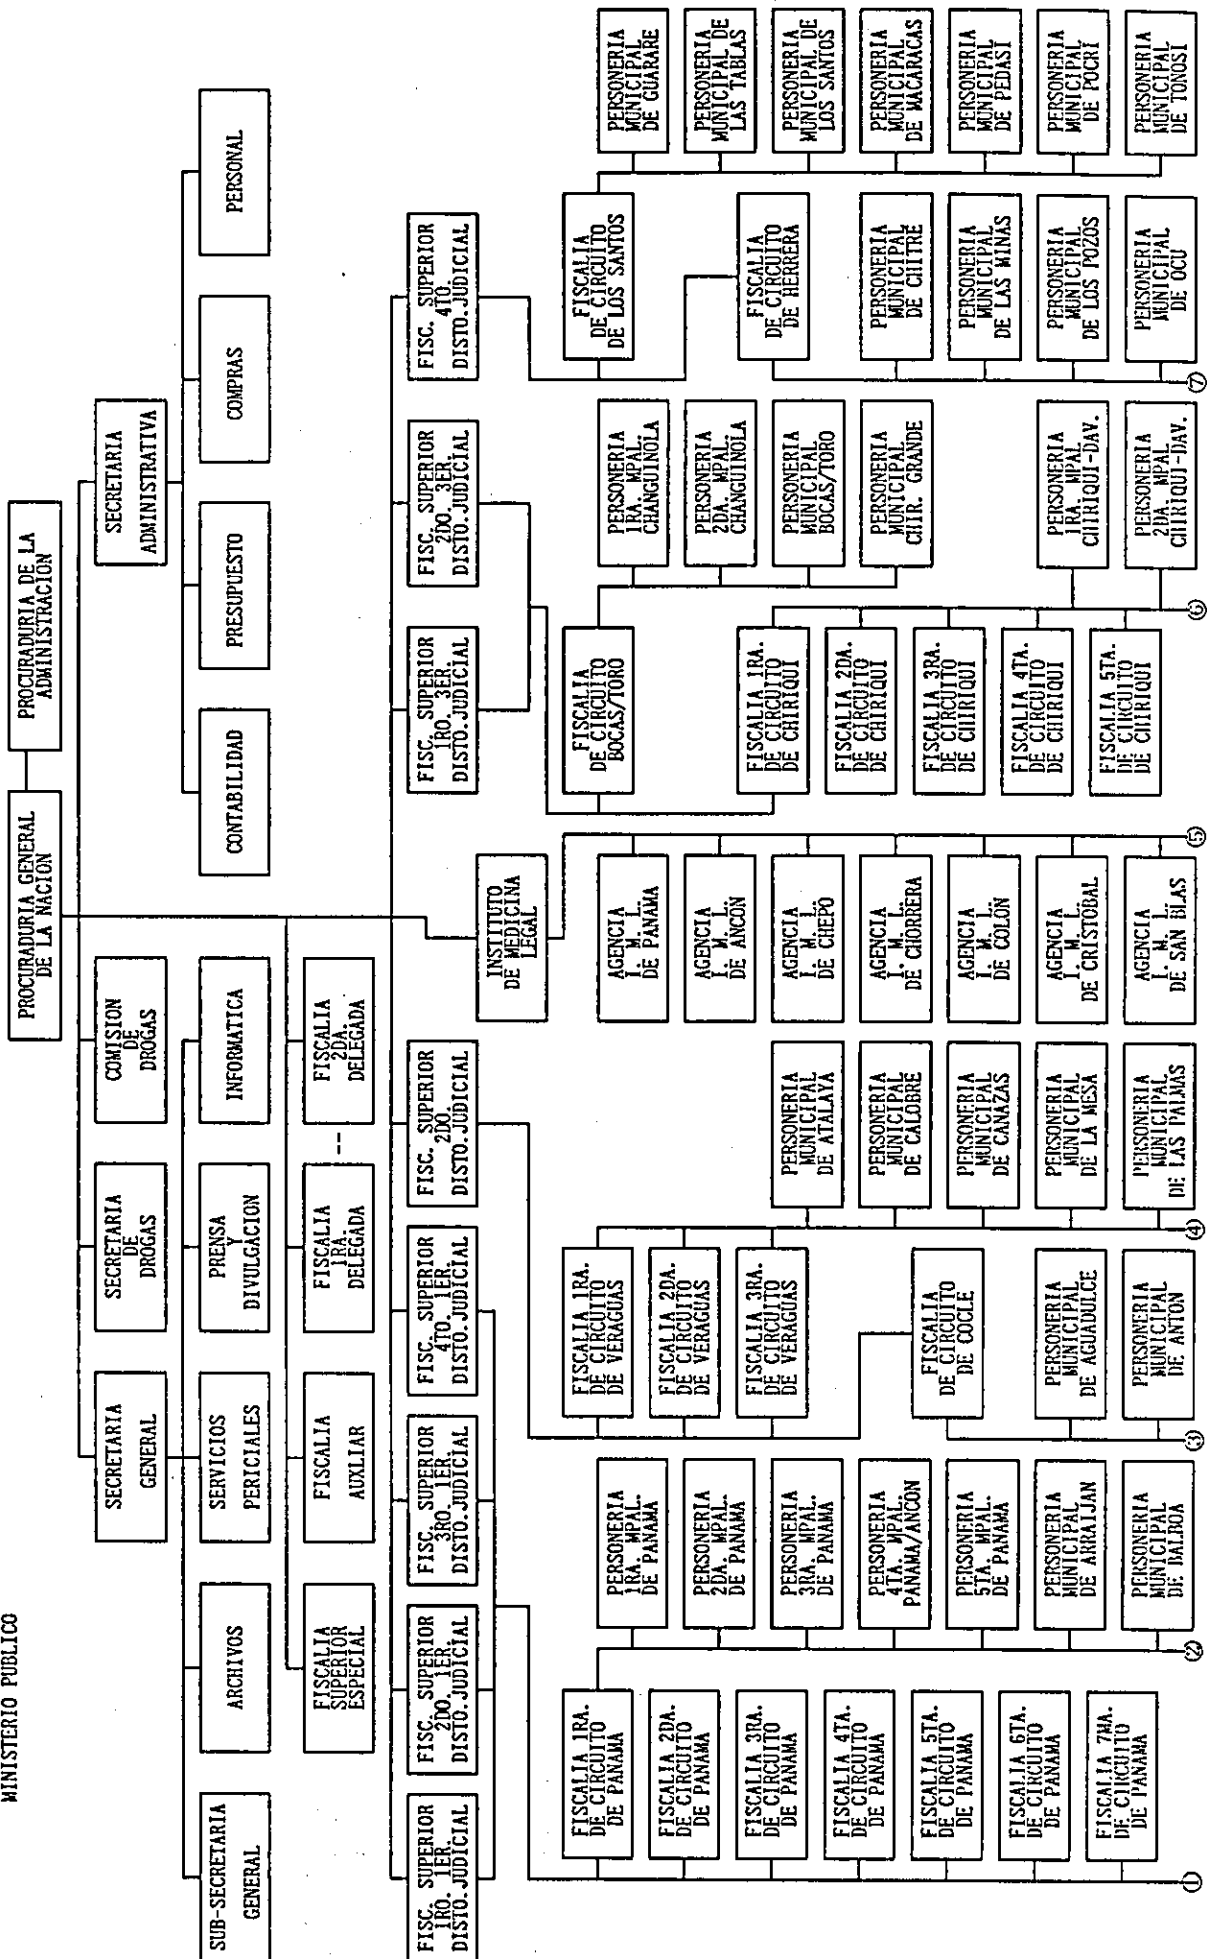 MINISTERIO PUBLICO
PROCURADURIA GENERAL
DE LA NACION
PROCURADURIA DE LA
ADMINISTRACION
SECRETARIA
GENERAL
SECRETARIA
DE
DROGAS
COMISION
DE
DROGAS
SECRETARIA
ADMINISTRATIVA
SUB-SECRETARIA
GENERAL
ARCHIVOS
SERVICIOS
PERICIALES
PRENSA
Y
DIVULGACION
INFORMATICA
CONTABILIDAD
PRESUPUESTO
COMPRAS
PERSONAL
FISCALIA
SUPERIOR
ESPECIAL
FISCALIA
AUXILIAR
FISCALIA
1RA.
DELEGADA
--
FISCALIA
2DA.
DELEGADA
FISC. SUPERIOR
1RO. 1ER.
DISTO.JUDICIAL
FISC. SUPERIOR
2DO. 1ER
DISTO.JUDICIAL
FISC. SUPERIOR
3RO. 1ER.
DISTO.JUDICIAL
FISC. SUPERIOR
4TO. 1ER.
DISTO.JUDICIAL
FISC. SUPERIOR
2DO.
DISTO.JUDICIAL
FISC. SUPERIOR
1RO. 3ER.
DISTO.JUDICIAL
FISC. SUPERIOR
2DO. 3ER.
DISTO.JUDICIAL
FISC. SUPERIOR
4TO.
DISTO.JUDICIAL
INSTITUTO
DE MEDICINA
LEGAL
FISCALIA 1RA.
DE CIRCUITO
DE PANAMA
FISCALIA 2DA.
DE CIRCUITO
DE PANAMA
FISCALIA 3RA.
DE CIRCUITO
DE PANAMA
FISCALIA 4TA.
DE CIRCUITO
DE PANAMA
FISCALIA 5TA.
DE CIRCUITO
DE PANAMA
FISCALIA 6TA.
DE CIRCUITO
DE PANAMA
FISCALIA 7MA.
DE CIRCUITO
DE PANAMA
1
PERSONERIA
1RA. MPAL.
DE PANAMA
PERSONERIA
2DA. MPAL.
DE PANAMA
PERSONERIA
3RA. MPAL.
DE PANAMA
PERSONERIA
4TA. MPAL.
PANAMA/ANCON
PERSONERIA
5TA. MPAL.
DE PANAMA
PERSONERIA
MUNICIPAL
DE ARRAIJAN
PERSONERIA
MUNICIPAL
DE BALBOA
2
FISCALIA 1RA.
DE CIRCUITO
DE VERAGUAS
FISCALIA 2DA.
DE CIRCUITO
DE VERAGUAS
FISCALIA 3RA.
DE CIRCUITO
DE VERAGUAS
FISCALIA
DE CIRCUITO
DE COCLE
PERSONERIA
MUNICIPAL
DE AGUADULCE
PERSONERIA
MUNICIPAL
DE ANTON
3
PERSONERIA
MUNICIPAL
DE ATALAYA
PERSONERIA
MUNICIPAL
DE CALOBRE
PERSONERIA
MUNICIPAL
DE CANAZAS
PERSONERIA
MUNICIPAL
DE LA MESA
PERSONERIA
MUNICIPAL
DE LAS PALMAS
4
AGENCIA
I. M. L.
DE PANAMA
AGENCIA
I. M. L.
DE ANCON
AGENCIA
I. M. L.
DE CHEPO
AGENCIA
I. M. L.
DE CHORRERA
AGENCIA
I. M. L.
DE COLON
AGENCIA
I. M. L.
DE CRISTOBAL
AGENCIA
I. M. L.
DE SAN BLAS
5
FISCALIA
DE CIRCUITO
BOCAS/TORO
FISCALIA 1RA.
DE CIRCUITO
DE CHIRIQUI
FISCALIA 2DA.
DE CIRCUITO
DE CHIRIQUI
FISCALIA 3RA.
DE CIRCUITO
DE CHIRIQUI
FISCALIA 4TA.
DE CIRCUITO
DE CHIRIQUI
FISCALIA 5TA.
DE CIRCUITO
DE CHIRIQUI
PERSONERIA
1RA. MPAL.
CHANGUINOLA
PERSONERIA
2DA. MPAL.
CHANGUINOLA
PERSONERIA
MUNICIPAL
BOCAS/TORO
PERSONERIA
MUNICIPAL
CHIR. GRANDE
PERSONERIA
1RA. MPAL
CHIRIQUI-DAV.
PERSONERIA
2DA. MPAL
CHIRIQUI-DAV.
6
FISCALIA
DE CIRCUITO
DE LOS SANTOS
FISCALIA
DE CIRCUITO
DE HERRERA
PERSONERIA
MUNICIPAL
DE CHITRE
PERSONERIA
MUNICIPAL
DE LAS MINAS
PERSONERIA
MUNICIPAL
DE LOS POZOS
PERSONERIA
MUNICIPAL
DE OCU
7
PERSONERIA
MUNICIPAL
DE GUARARE
PERSONERIA
MUNICIPAL DE
LAS TABLAS
PERSONERIA
MUNICIPAL DE
LOS SANTOS
PERSONERIA
MUNICIPAL
DE MACARACAS
PERSONERIA
MUNICIPAL
DE PEDASI
PERSONERIA
MUNICIPAL
DE POCRI
PERSONERIA
MUNICIPAL
DE TONOSI